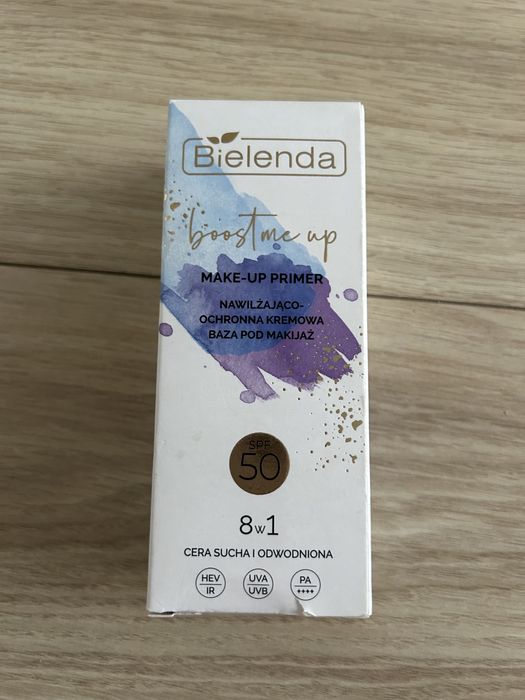 Bielenda
boost me up
MAKE-UP PRIMER
NAWILŻAJĄCO-
OCHRONNA KREMOWA
BAZA POD MAKIJAŻ
SPF
50
8w1
CERA SUCHA I ODWODNIONA
HEV UVA PA
IR UVB ++++